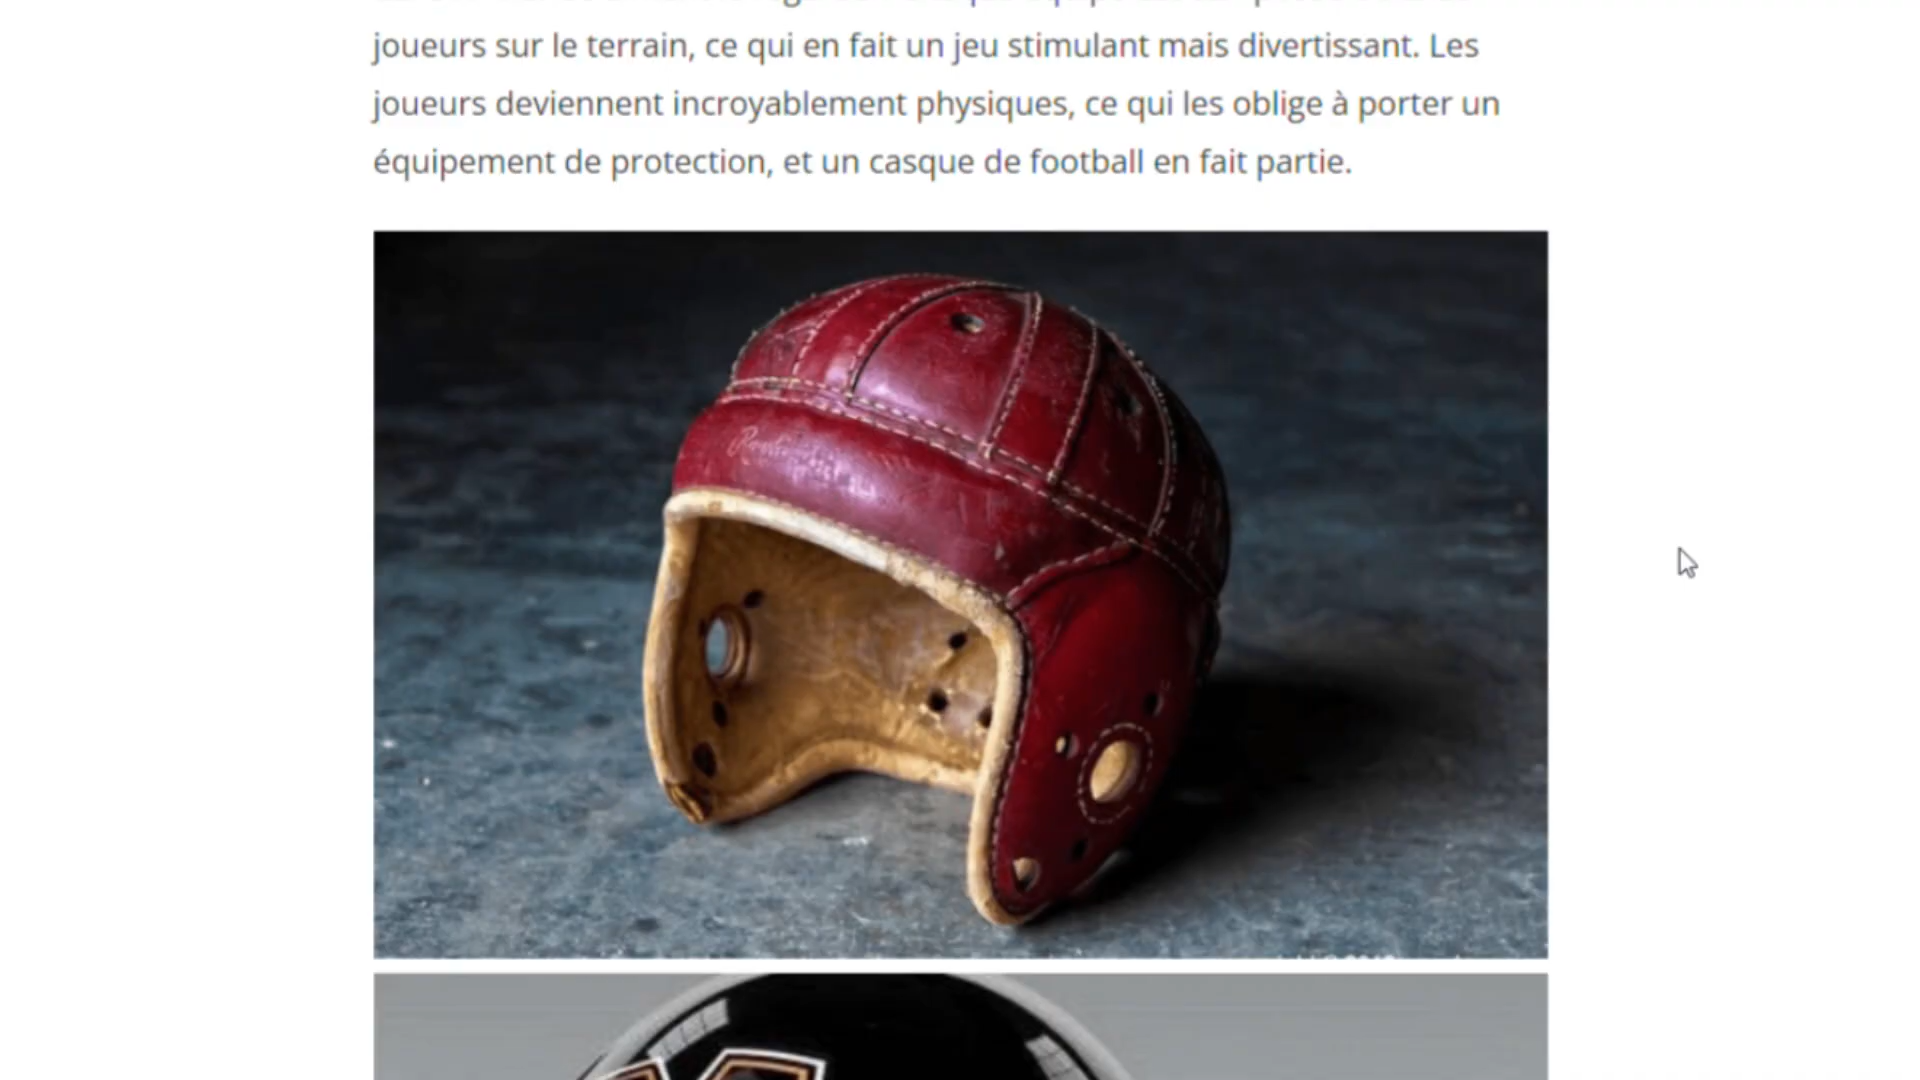 joueurs sur le terrain, ce qui en fait un jeu stimulant mais divertissant. Les
joueurs deviennent incroyablement physiques, ce qui les oblige à porter un
équipement de protection, et un casque de football en fait partie.